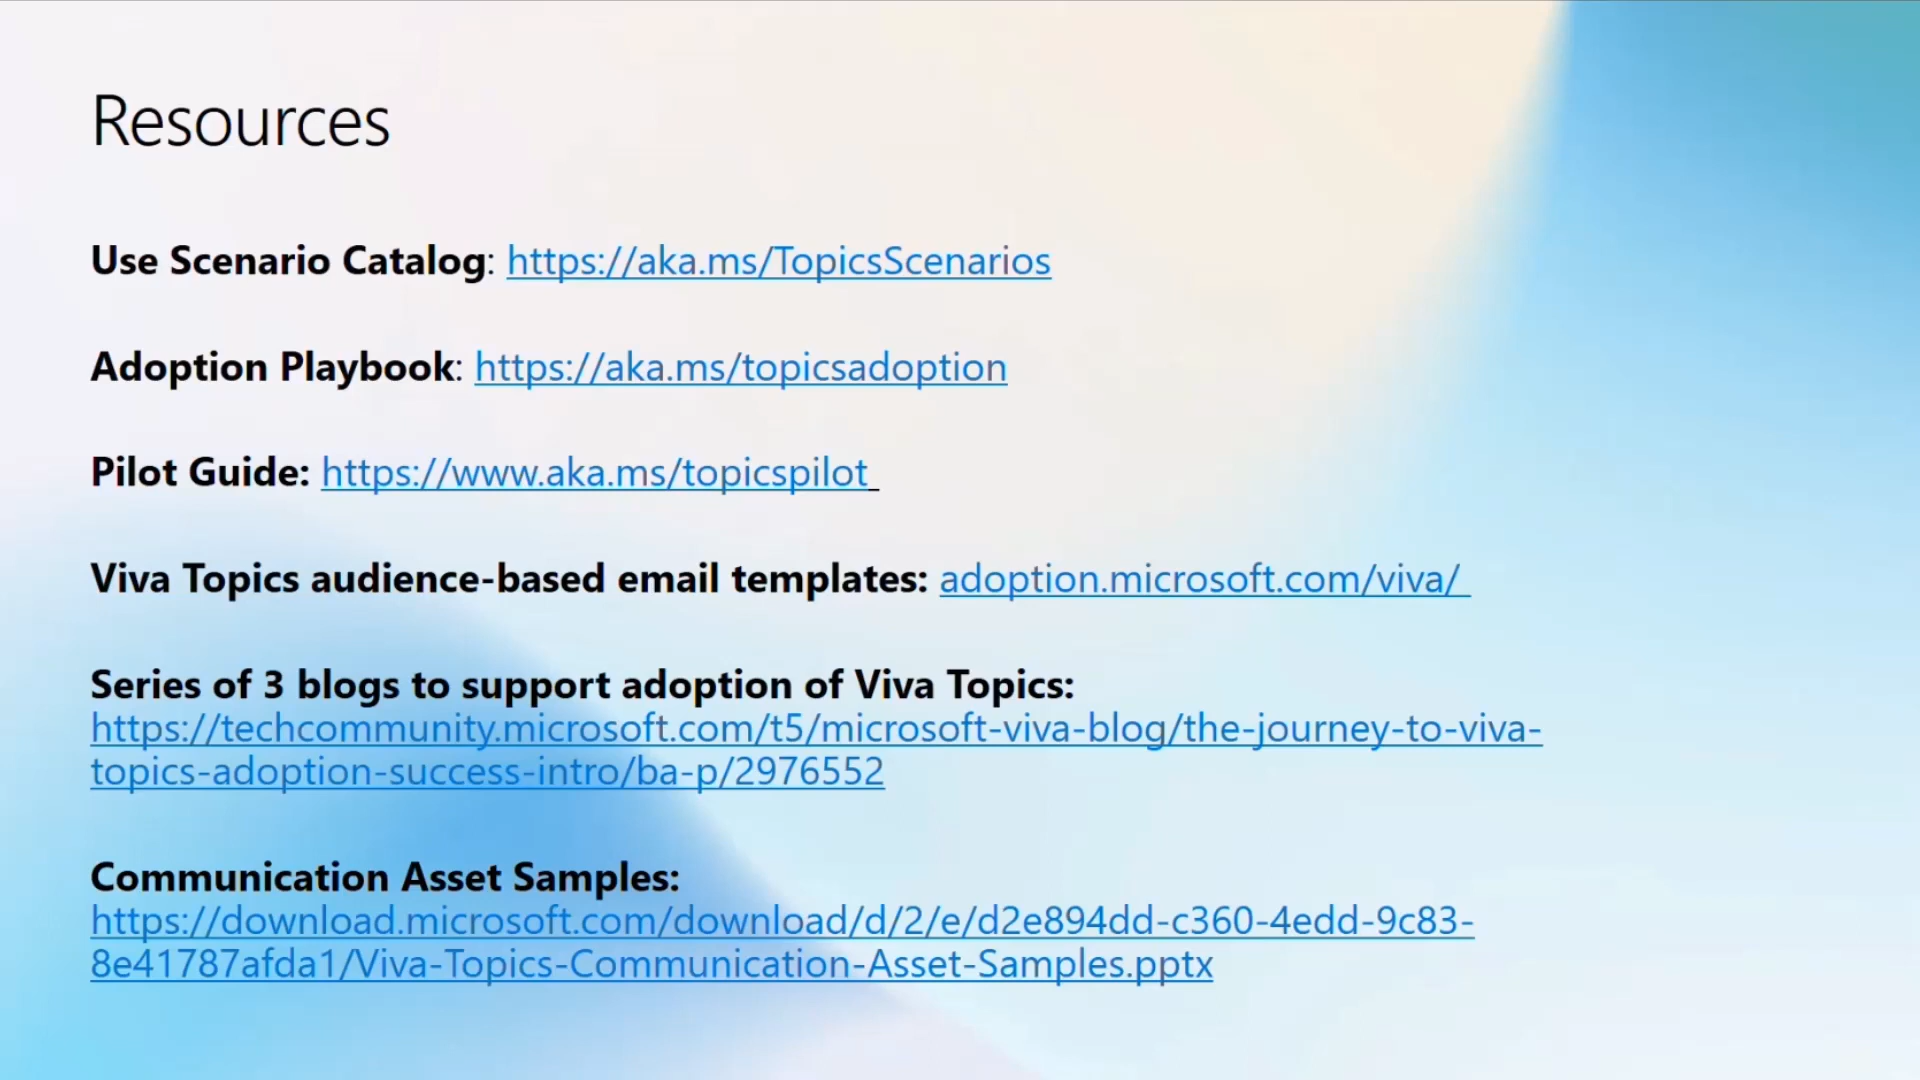 Resources
Use Scenario Catalog: https://aka.ms/TopicsScenarios
Adoption Playbook: https://aka.ms/topicsadoption
Pilot Guide: https://www.aka.ms/topicspilot
Viva Topics audience-based email templates: adoption.microsoft.com/viva/
Series of 3 blogs to support adoption of Viva Topics:
https://techcommunity.microsoft.com/t5/microsoft-viva-blog/the-journey-to-viva-
topics-adoption-success-intro/ba-p/2976552
Communication Asset Samples:
https://download.microsoft.com/download/d/2/e/d2e894dd-c360-4edd-9c83-
8e41787afda1/Viva-Topics-Communication-Asset-Samples.pptx